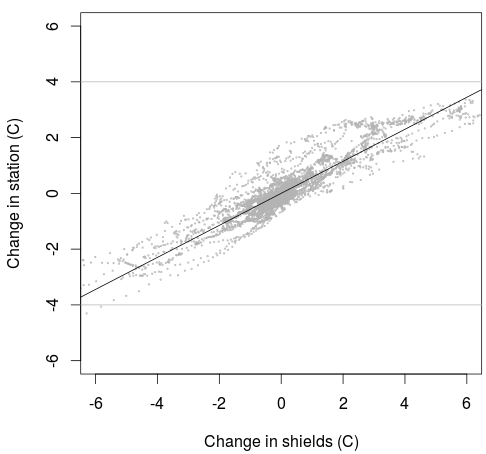 Change in station (C)
6
4
2
0
-2
-4
-6
-6 -4 -2 0 2 4 6
Change in shields (C)